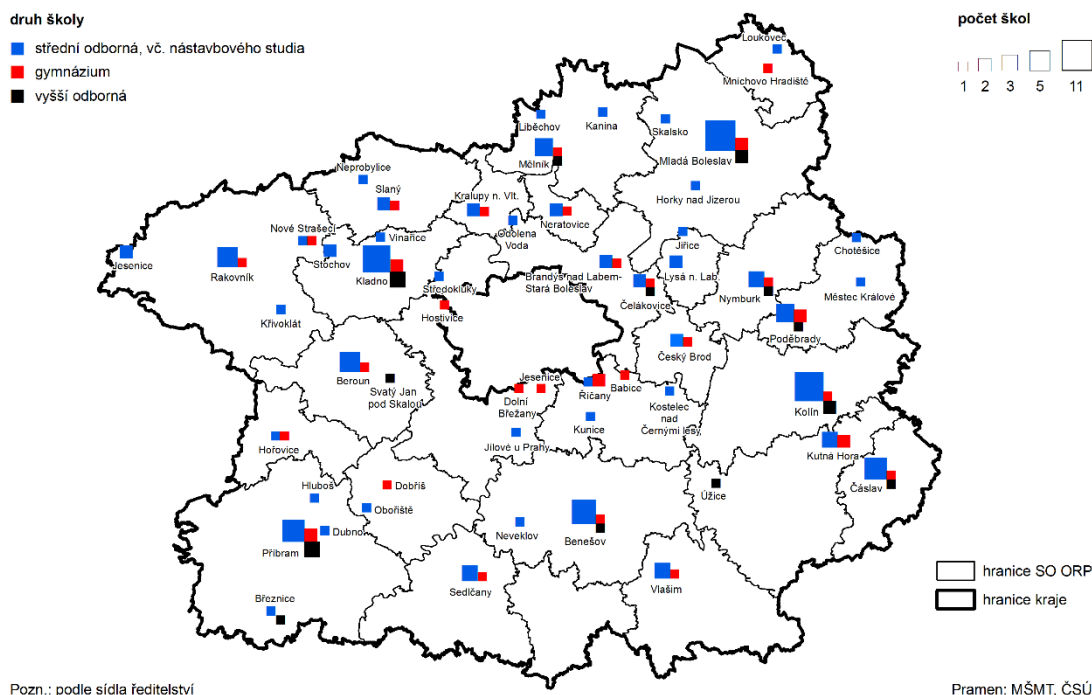 druh školy
střední odborná, vč. nástavbového studia
gymnázium
vyšší odborná
počet škol
1 2 3 5 11
Loukovec
Mnichovo Hradiště
Liběchov
Kanina
Skalsko
Mělník
Mladá Boleslav
Neprobylice
Slaný
Kralupy n. Vlt.
Horky nad Jizerou
Neratovice
Odolena
Voda
Nové Strašecí
Vinařice
Jiřice
Chotěšice
Jesenice
Rakovník
Stochov
Kladno
Středokluky
Brandýs nad Labem-
Stará Boleslav
Lysá n. Lab.
Čelákovice
Nymburk
Městec Králové
Hostivice
Křivoklát
Poděbrady
Český Brod
Beroun
Svatý Jan
pod Skalou
Jesenice
Dolní
Břežany
Říčany
Babice
Kostelec
nad
Černými lesy
Kolín
Kunice
Jílové u Prahy
Hořovice
Kutná Hora
Čáslav
Hluboš
Dobříš
Úžice
Obořiště
Dubno
Příbram
Neveklov
Benešov
Sedlčany
Vlašim
Březnice
hranice SO ORP
hranice kraje
Pozn.: podle sídla ředitelství
Pramen: MŠMT, ČSÚ